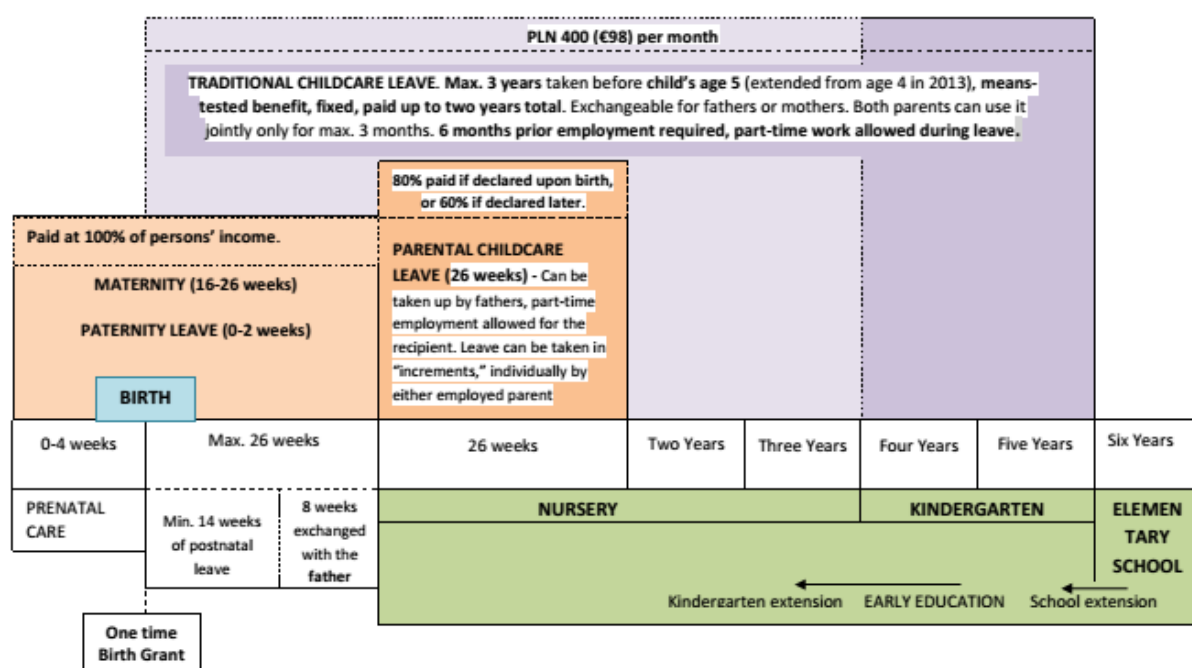 PLN 400 (€98) per month
TRADITIONAL CHILDCARE LEAVE. Max. 3 years taken before child's age 5 (extended from age 4 in 2013), means-
tested benefit, fixed, paid up to two years total. Exchangeable for fathers or mothers. Both parents can use it
jointly only for max. 3 months. 6 months prior employment required, part-time work allowed during leave.
80% paid if declared upon birth,
or 60% if declared later.
Paid at 100% of persons' income.
MATERNITY (16-26 weeks)
PATERNITY LEAVE (0-2 weeks)
PARENTAL CHILDCARE
LEAVE (26 weeks) - Can be
taken up by fathers, part-time
employment allowed for the
recipient. Leave can be taken in
"increments," individually by
either employed parent
BIRTH
0-4 weeks
Max. 26 weeks
26 weeks
Two Years
Three Years
Four Years
Five Years
Six Years
PRENATAL
CARE
Min. 14 weeks
of postnatal
leave
8 weeks
exchanged
with the
father
NURSERY
KINDERGARTEN
ELEMEN
TARY
SCHOOL
Kindergarten extension
EARLY EDUCATION
School extension
One time
Birth Grant